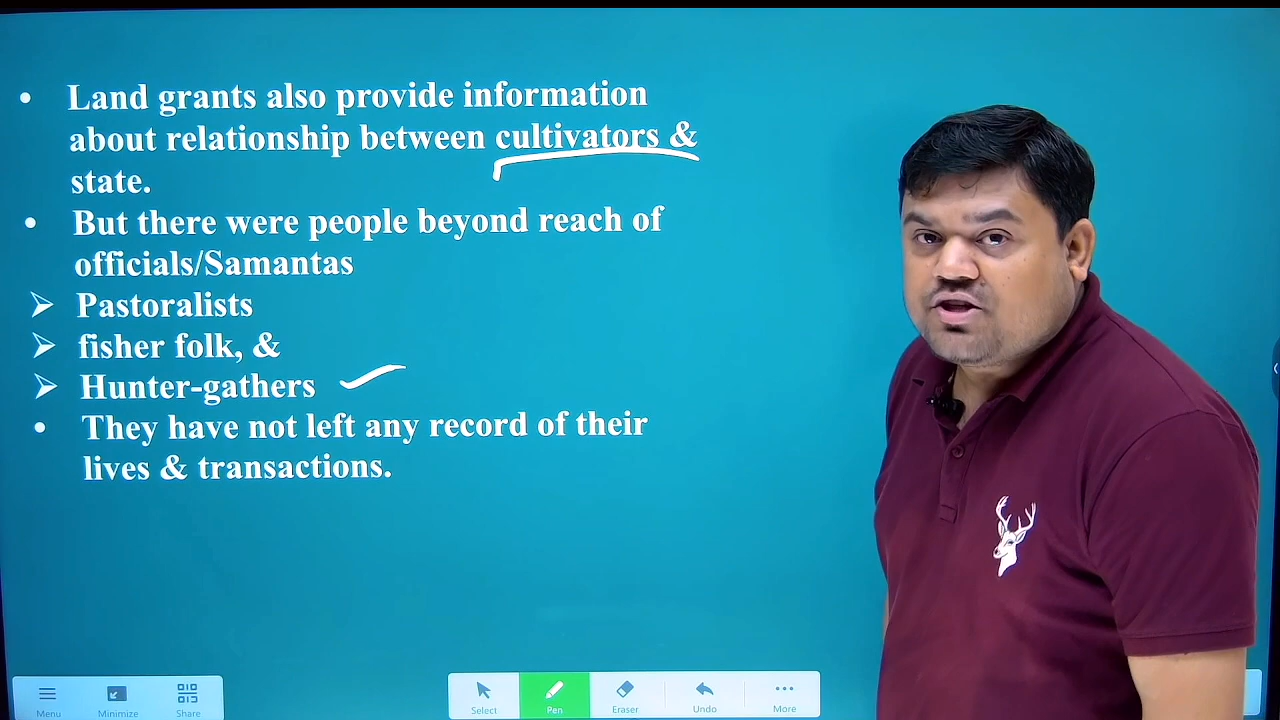 • Land grants also provide information
about relationship between cultivators &
state.
• But there were people beyond reach of
officials/Samantas
➢ Pastoralists
➢ fisher folk, &
➢ Hunter-gathers
• They have not left any record of their
lives & transactions.
Menu
Minimize
Share
Select
Pen
Eraser
Undo
More